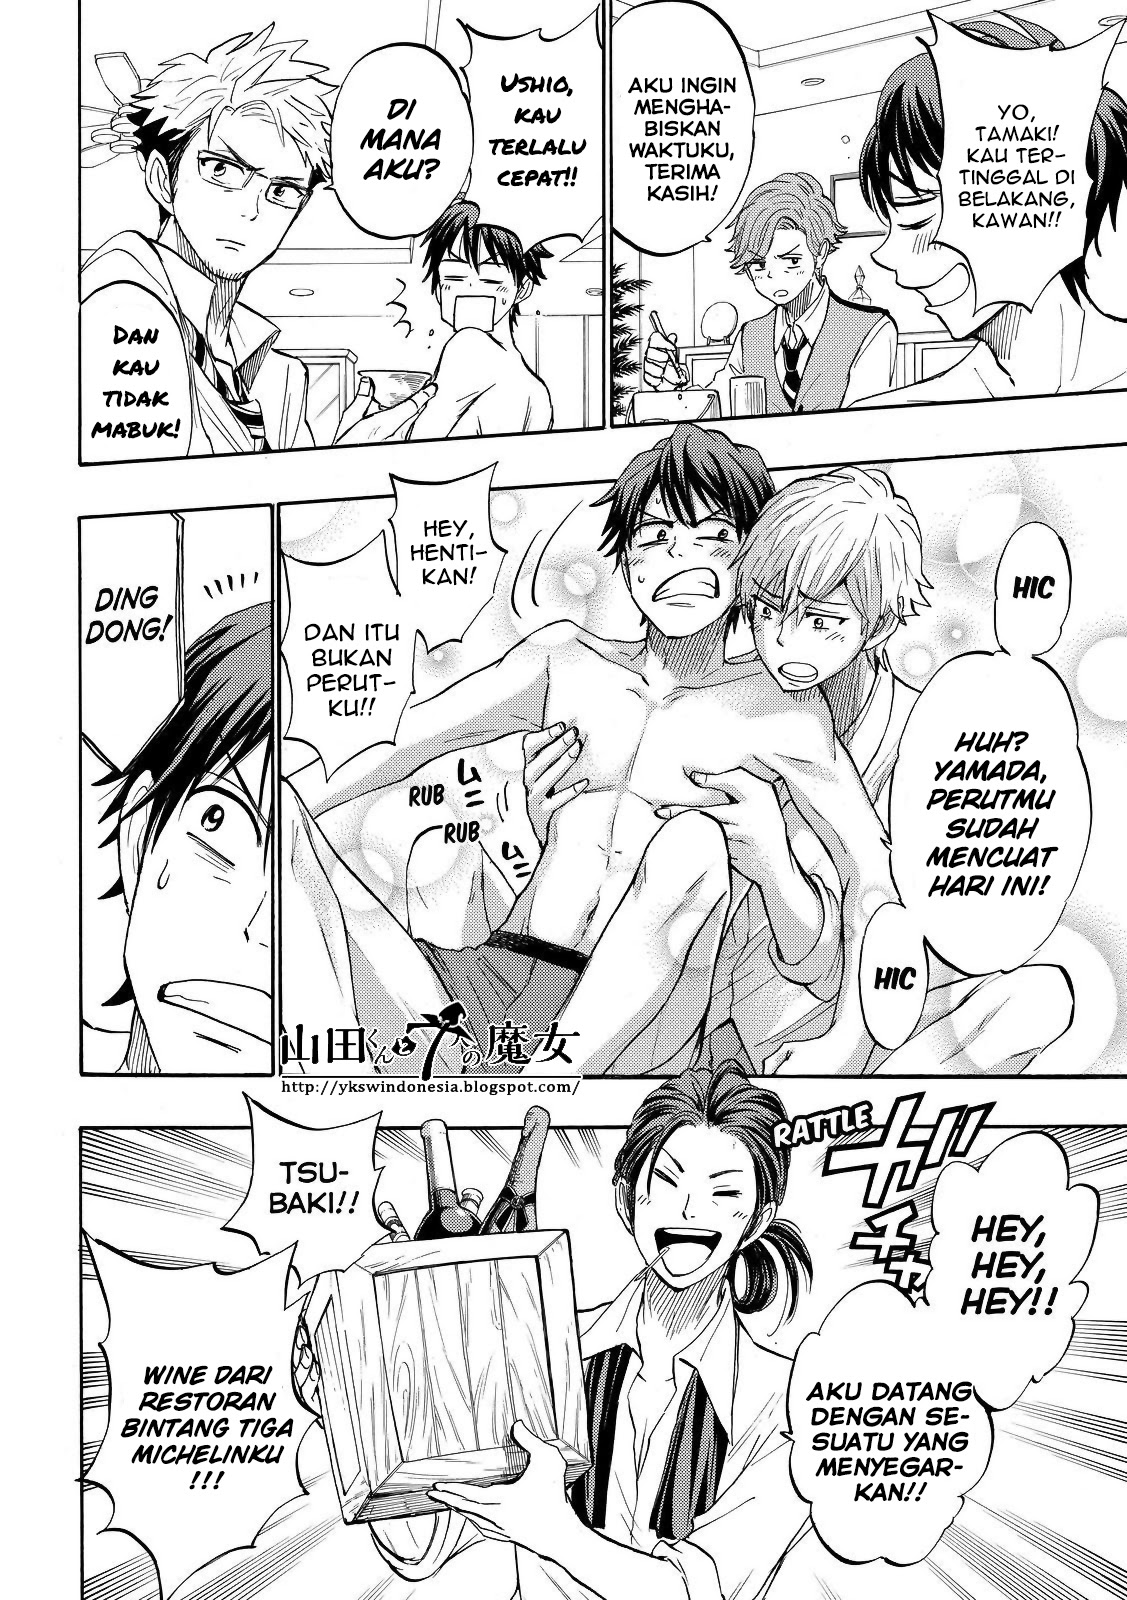 YO,
TAMAKI!
KAU TER-
TINGGAL DI
BELAKANG,
KAWAN!!
AKU INGIN
MENGHA-
BISKAN
WAKTUKU,
TERIMA
KASIH!
USHIO,
KAU
TERLALU
CEPAT!!
DI
MANA
AKU?
DAN
KAU
TIDAK
MABUK!
HIC
HUH?
YAMADA,
PERUTMU
SUDAH
MENCUAT
HARI INI!
HIC
HEY,
HENTI-
KAN!
DAN ITU
BUKAN
PERUT-
KU!!
RUB
ムニ
RUB
ムニ
DING
DONG!
山田くんと7人の魔女
http://ykswindonesia.blogspot.com/
RATTLE
HEY,
HEY,
HEY!!
AKU DATANG
DENGAN SE-
SUATU YANG
MENYEGAR-
KAN!!
TSU-
BAKI!!
WINE DARI
RESTORAN
BINTANG TIGA
MICHELINKU
!!!